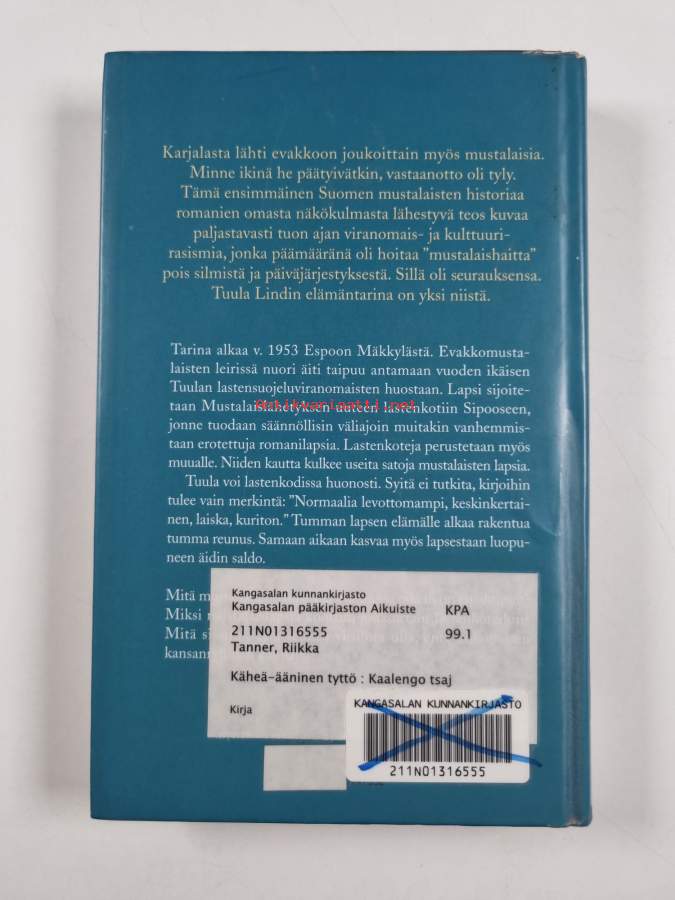 Karjalasta lähti evakkoon joukoittain myös mustalaisia.
Minne ikinä he päätyivätkin, vastaanotto oli tyly.
Tämä ensimmäinen Suomen mustalaisten historiaa
romanien omasta näkökulmasta lähestyvä teos kuvaa
paljastavasti tuon ajan viranomais- ja kulttuuri-
rasismia, jonka päämääränä oli hoitaa ”mustalaishaitta”
pois silmistä ja päiväjärjestyksestä. Sillä oli seurauksensa.
Tuula Lindin elämäntarina on yksi niistä.
Tarina alkaa v. 1953 Espoon Mäkkylästä. Evakkomusta-
laisten leirissä nuori äiti taipuu antamaan vuoden ikäisen
Tuulan lastensuojeluviranomaisten huostaan. Lapsi sijoite-
taan Mustalaislähetyksen uuteen lastenkotiin Sipooseen,
Antikvariaatti.net
jonne tuodaan säännöllisin väliajoin muitakin vanhemmis-
taan erotettuja romanilapsia. Lastenkoteja perustetaan myös
muualle. Niiden kautta kulkee useita satoja mustalaisten lapsia.
Tuula voi lastenkodissa huonosti. Syitä ei tutkita, kirjoihin
tulee vain merkintä: ”Normaalia levottomampi, keskinkertai-
nen, laiska, kuriton.” Tumman lapsen elämälle alkaa rakentua
tumma reunus. Samaan aikaan kasvaa myös lapsestaan luopu-
neen äidin saldo.
Mitä
Miksi
Mitä
Kangasalan kunnankirjasto
Kangasalan pääkirjaston Aikuiste KPA
211N01316555 99.1
Tanner, Riikka
Käheä-ääninen tyttö : Kaalengo tsaj
Kirja
KANGASALAN KUNNANKIRJASTO
211N01316555